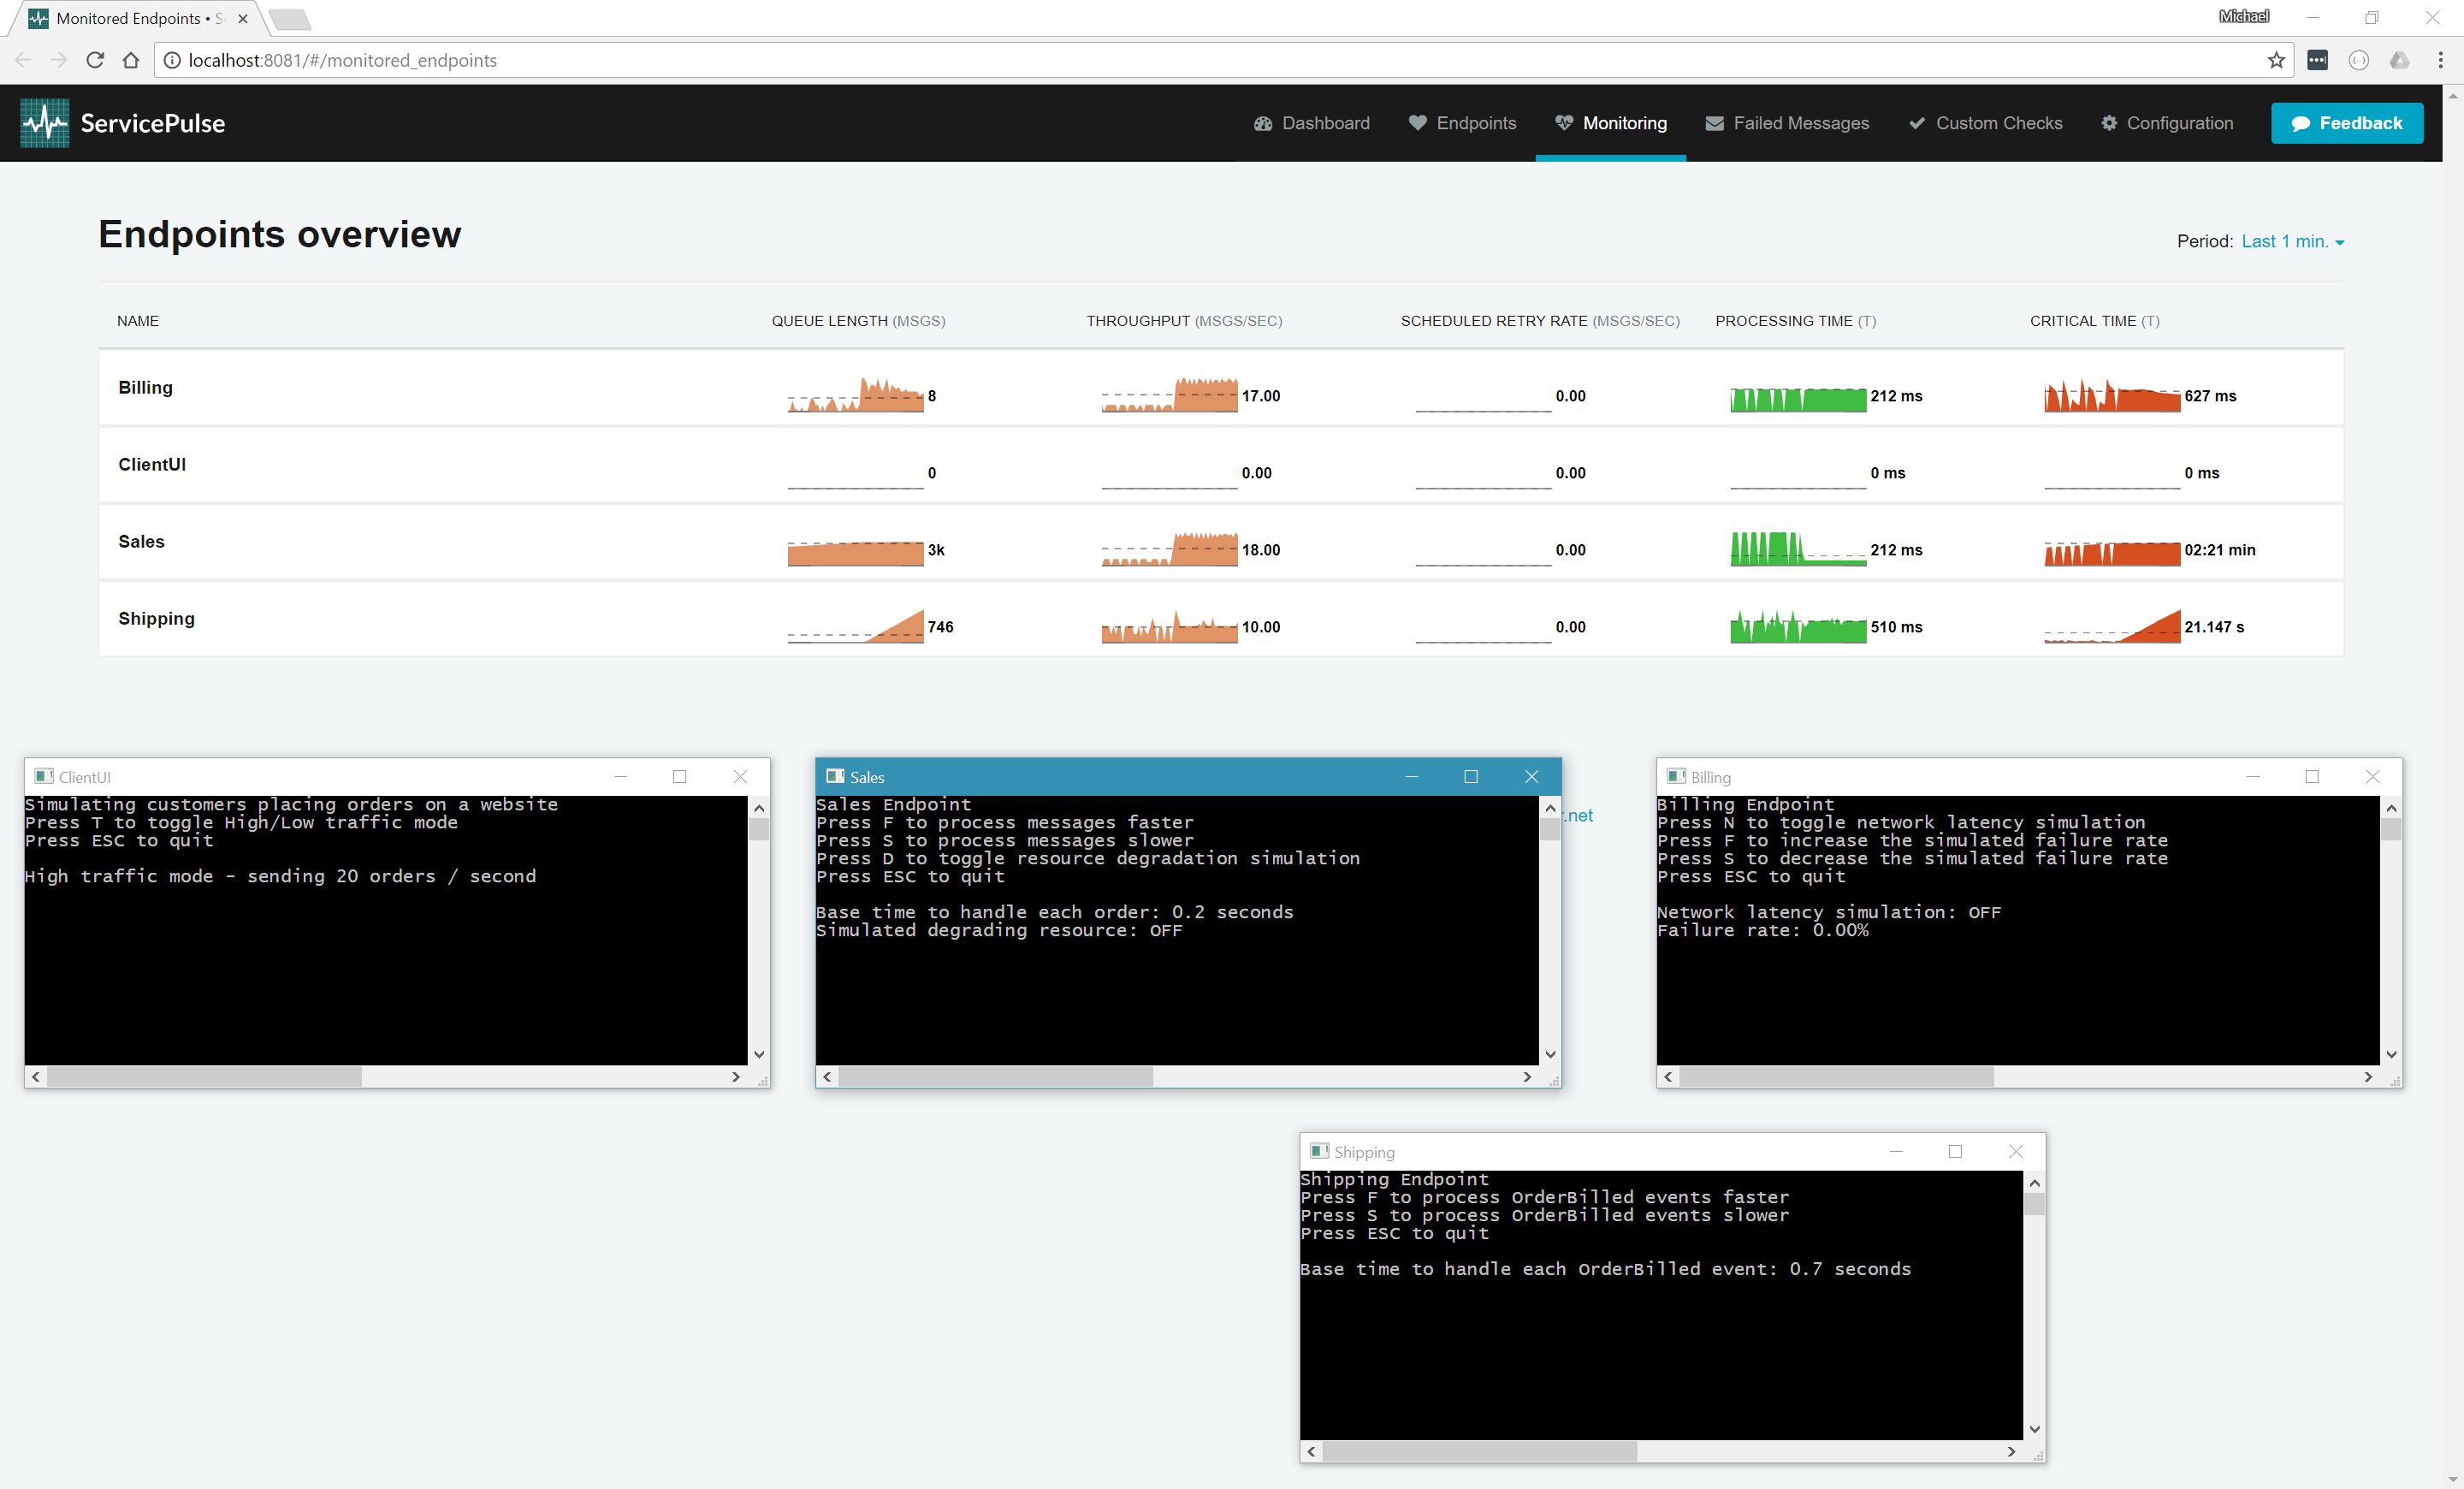 Monitored Endpoints • S
Michael
localhost:8081/#/monitored_endpoints
ServicePulse
Dashboard
Endpoints
Monitoring
Failed Messages
Custom Checks
Configuration
Feedback
Endpoints overview
Period: Last 1 min.
NAME
QUEUE LENGTH (MSGS)
THROUGHPUT (MSGS/SEC)
SCHEDULED RETRY RATE (MSGS/SEC)
PROCESSING TIME (T)
CRITICAL TIME (T)
Billing 8 17.00 0.00 212 ms 627 ms
ClientUI 0 0.00 0.00 0 ms 0 ms
Sales 3k 18.00 0.00 212 ms 02:21 min
Shipping 746 10.00 0.00 510 ms 21.147 s
ClientUI
Simulating customers placing orders on a website
Press T to toggle High/Low traffic mode
Press ESC to quit
High traffic mode - sending 20 orders / second
Sales
Sales Endpoint
Press F to process messages faster
Press S to process messages slower
Press D to toggle resource degradation simulation
Press ESC to quit
Base time to handle each order: 0.2 seconds
Simulated degrading resource: OFF
.net
Billing
Billing Endpoint
Press N to toggle network latency simulation
Press F to increase the simulated failure rate
Press S to decrease the simulated failure rate
Press ESC to quit
Network latency simulation: OFF
Failure rate: 0.00%
Shipping
Shipping Endpoint
Press F to process OrderBilled events faster
Press S to process OrderBilled events slower
Press ESC to quit
Base time to handle each OrderBilled event: 0.7 seconds